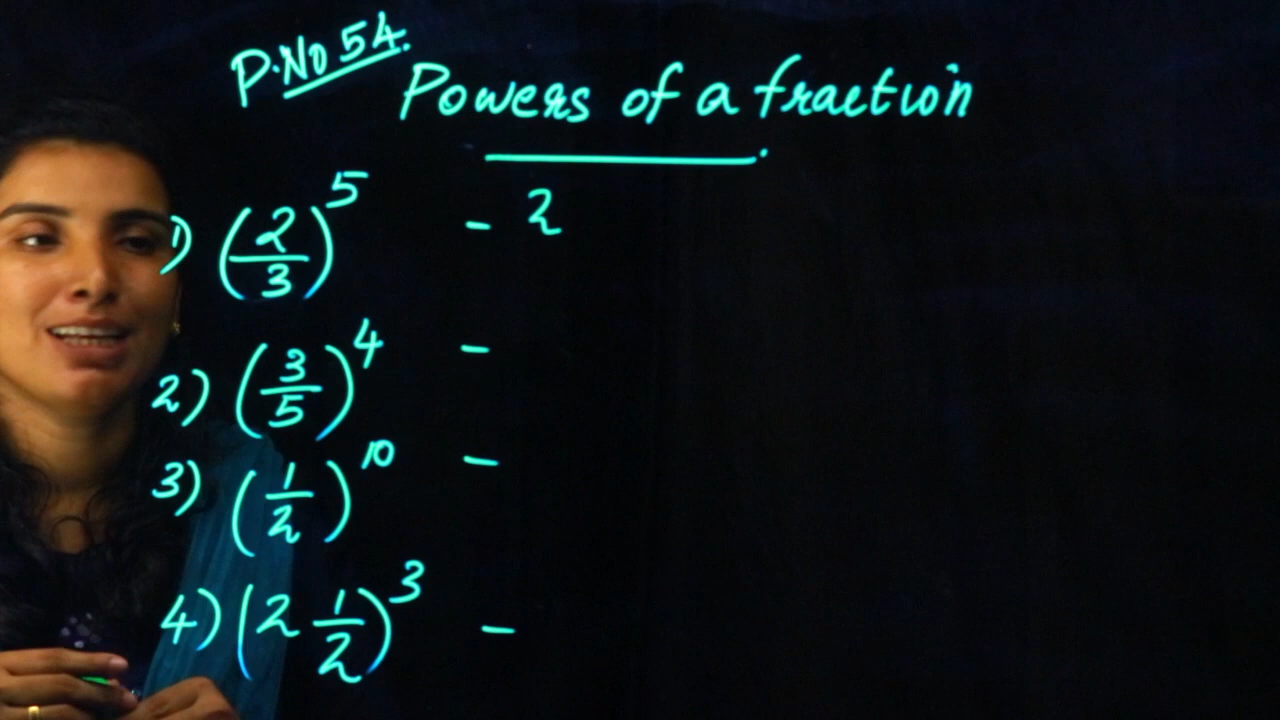 P.No 54.
Powers of a fraction
1) (2/3)^5 - 2
2) (3/5)^4 -
3) (1/2)^10 -
4) (2 1/2)^3 -